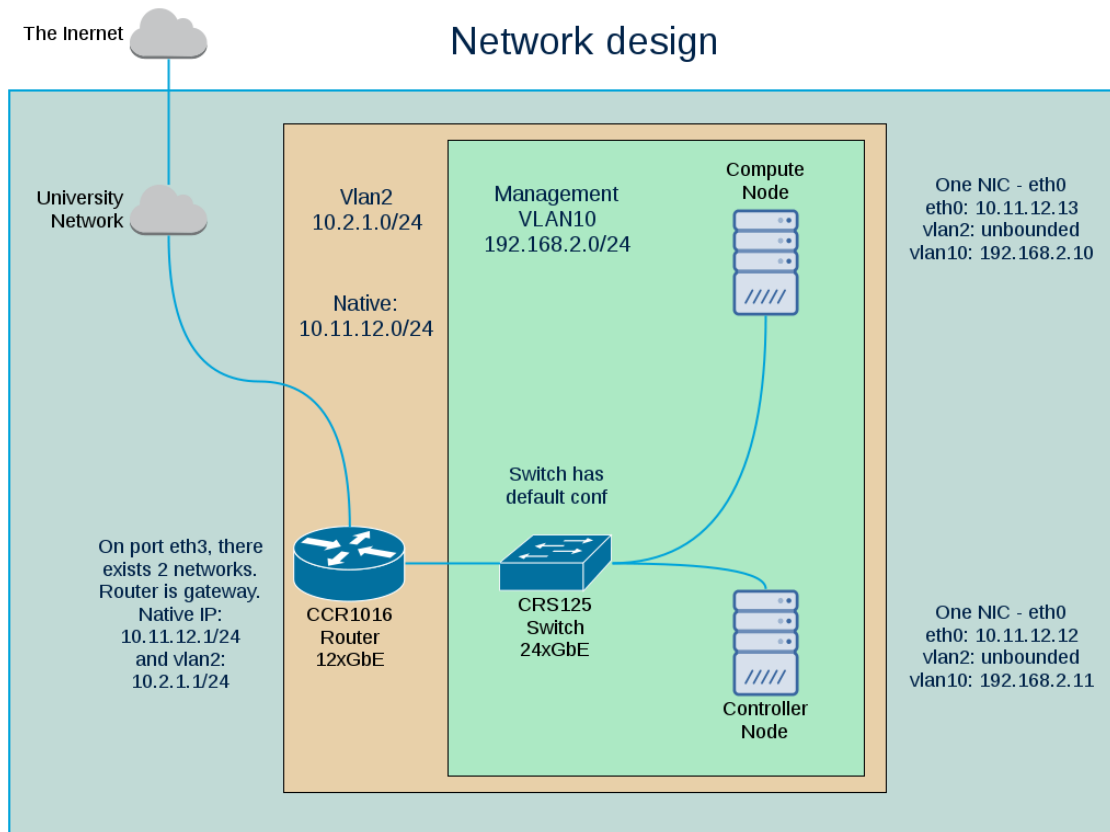 The Inernet
Network design
University
Network
Vlan2
10.2.1.0/24
Native:
10.11.12.0/24
Management
VLAN10
192.168.2.0/24
Compute
Node
One NIC - eth0
eth0: 10.11.12.13
vlan2: unbounded
vlan10: 192.168.2.10
Switch has
default conf
On port eth3, there
exists 2 networks.
Router is gateway.
Native IP:
10.11.12.1/24
and vlan2:
10.2.1.1/24
CCR1016
Router
12xGbE
CRS125
Switch
24xGbE
Controller
Node
One NIC - eth0
eth0: 10.11.12.12
vlan2: unbounded
vlan10: 192.168.2.11